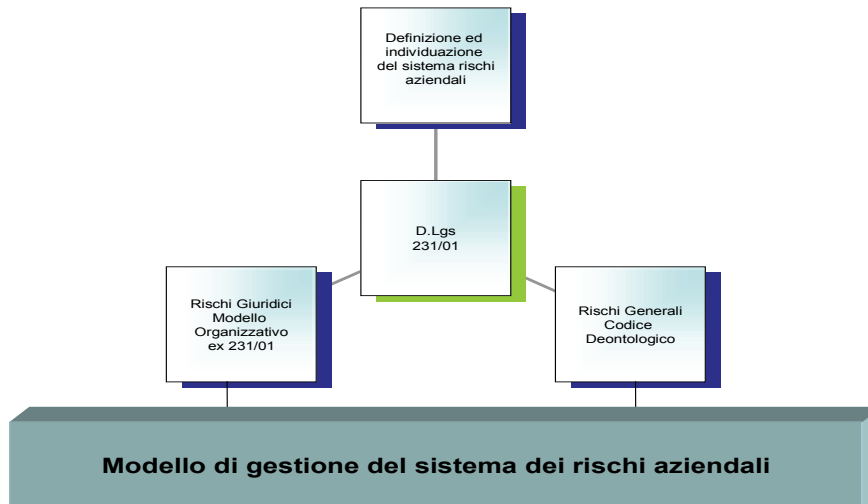 Definizione ed
individuazione
del sistema rischi
aziendali
D.Lgs
231/01
Rischi Giuridici
Modello
Organizzativo
ex 231/01
Rischi Generali
Codice
Deontologico
Modello di gestione del sistema dei rischi aziendali